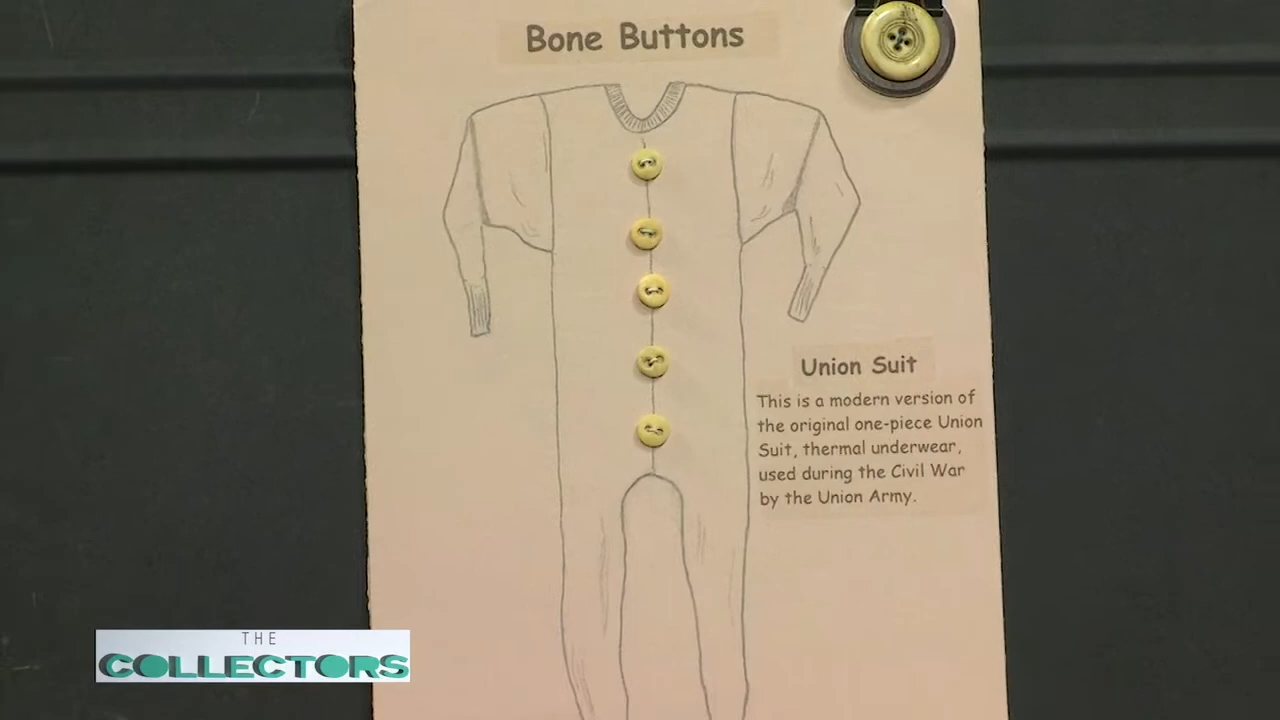 Bone Buttons
Union Suit
This is a modern version of
the original one-piece Union
Suit, thermal underwear,
used during the Civil War
by the Union Army.
THE
COLLECTORS